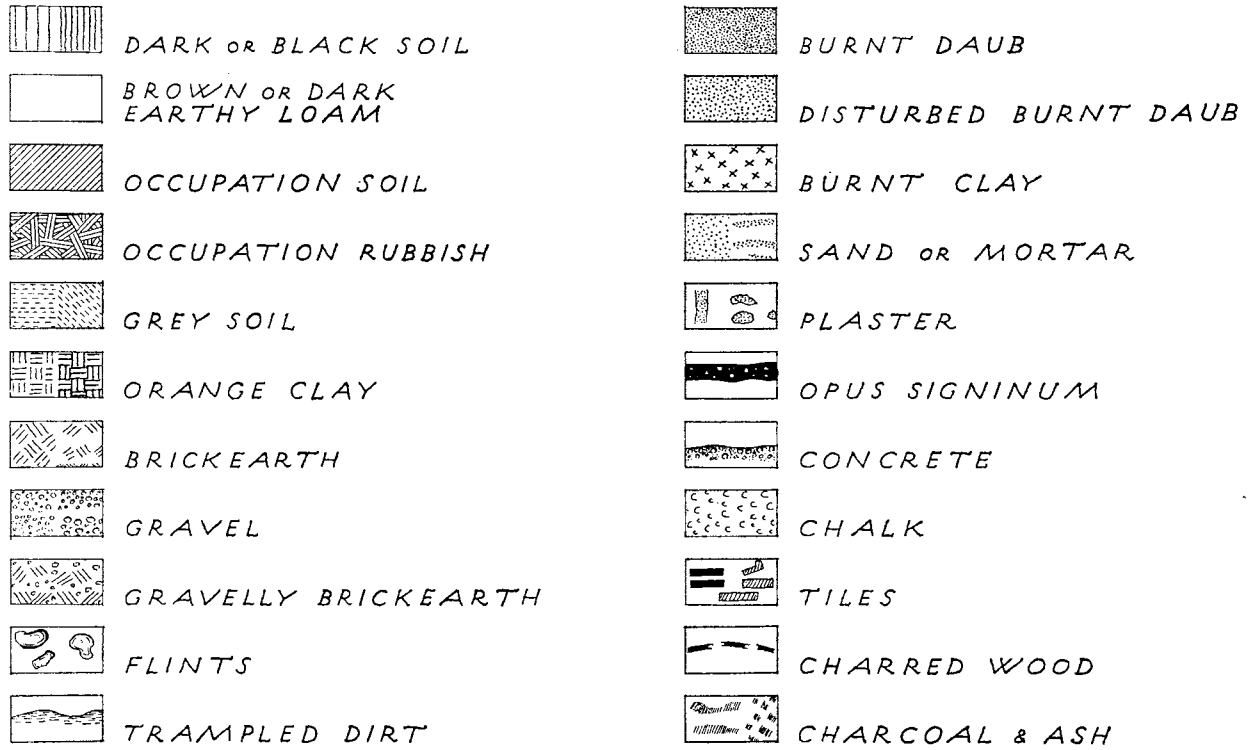 DARK OR BLACK SOIL
BROWN OR DARK
EARTHY LOAM
OCCUPATION SOIL
OCCUPATION RUBBISH
GREY SOIL
ORANGE CLAY
BRICKEARTH
GRAVEL
GRAVELLY BRICKEARTH
FLINTS
TRAMPLED DIRT
BURNT DAUB
DISTURBED BURNT DAUB
BURNT CLAY
SAND OR MORTAR
PLASTER
OPUS SIGNINUM
CONCRETE
CHALK
TILES
CHARRED WOOD
CHARCOAL & ASH